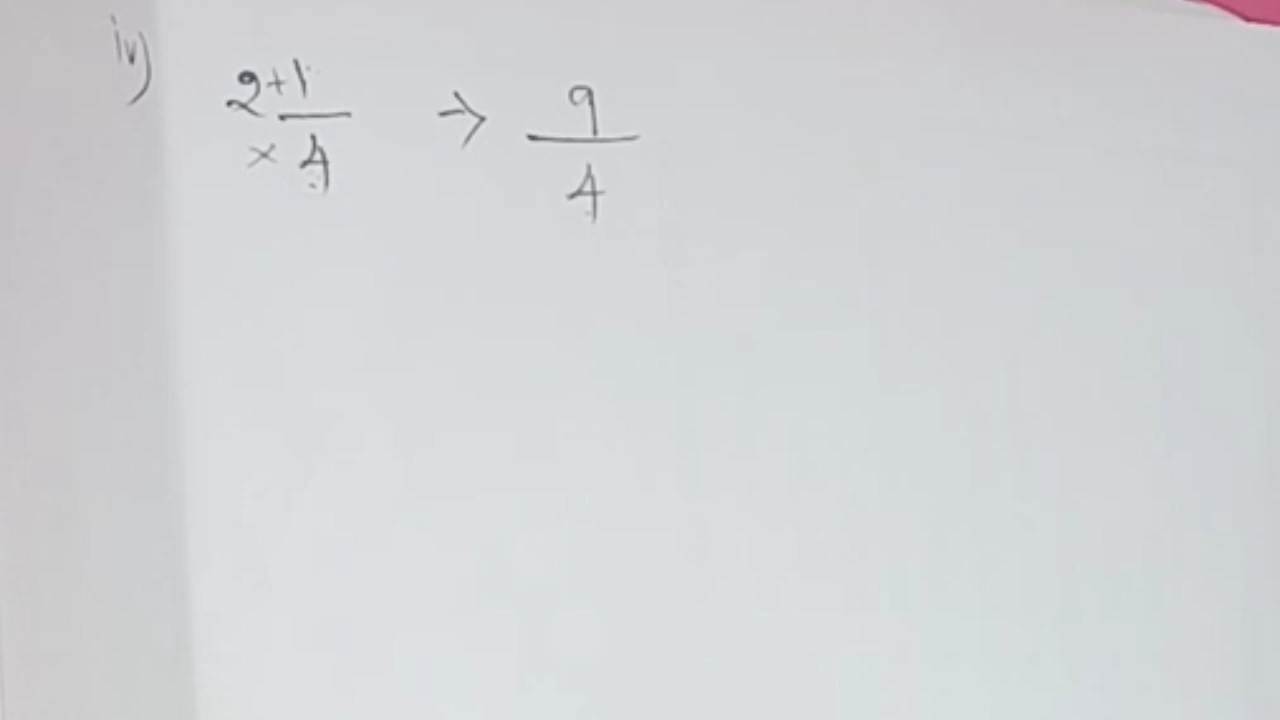 iv)
2+1 → 9
× 4 4